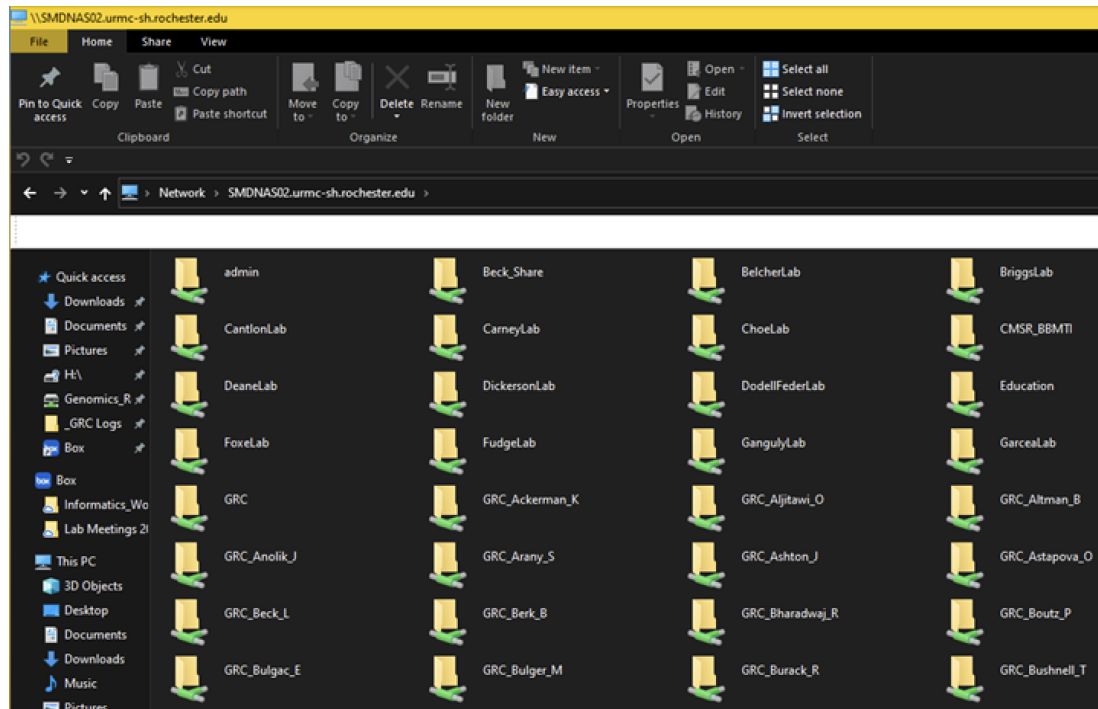 \\SMDNAS02.urmc-sh.rochester.edu
File Home Share View
Pin to Quick access
Copy
Paste
Cut
Copy path
Paste shortcut
Clipboard
Move to
Copy to
Delete
Rename
Organize
New folder
New item
Easy access
New
Properties
Open
Edit
History
Open
Select all
Select none
Invert selection
Select
Network > SMDNAS02.urmc-sh.rochester.edu >
Quick access
Downloads
Documents
Pictures
H:\
Genomics_R
_GRC Logs
Box
box Box
Informatics_Wo
Lab Meetings 20
This PC
3D Objects
Desktop
Documents
Downloads
Music
Pictures
admin Beck_Share BelcherLab BriggsLab
CantlonLab CarneyLab ChoeLab CMSR_BBMTI
DeaneLab DickersonLab DodellFederLab Education
FoxeLab FudgeLab GangulyLab GarceaLab
GRC GRC_Ackerman_K GRC_Aljitawi_O GRC_Altman_B
GRC_Anolik_J GRC_Arany_S GRC_Ashton_J GRC_Astapova_O
GRC_Beck_L GRC_Berk_B GRC_Bharadwaj_R GRC_Boutz_P
GRC_Bulgac_E GRC_Bulger_M GRC_Burack_R GRC_Bushnell_T